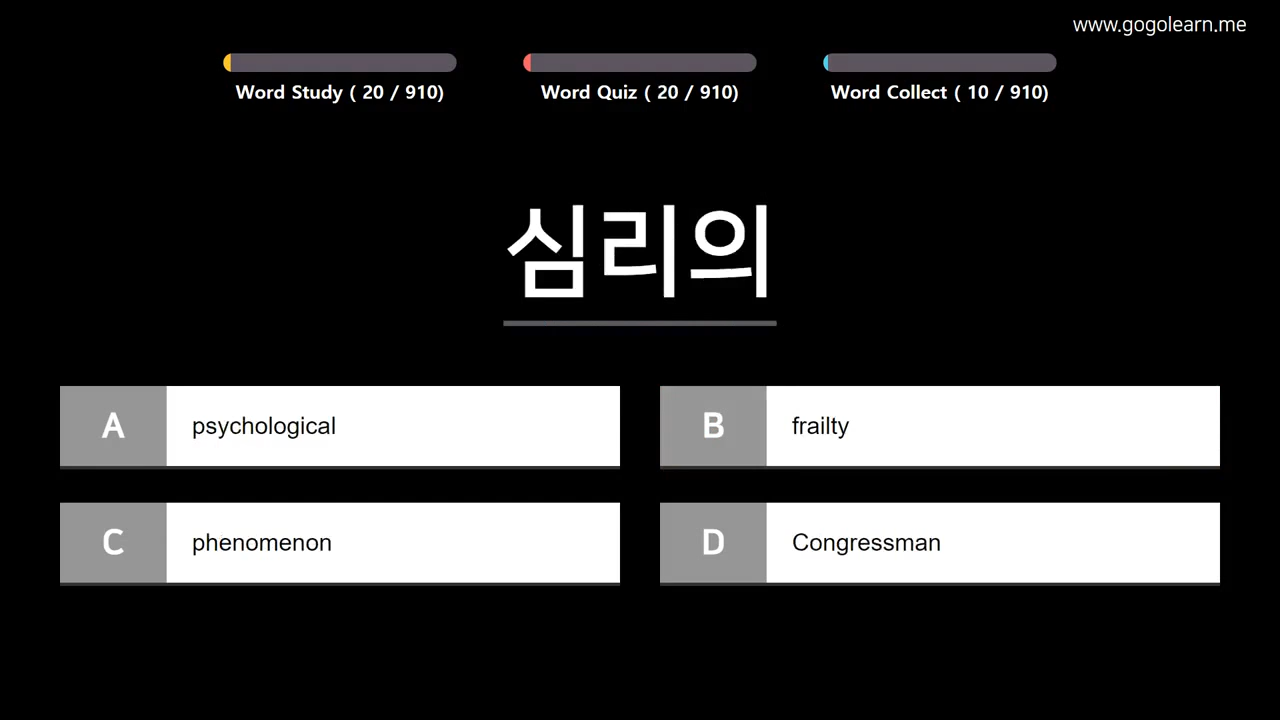 www.gogolearn.me
Word Study ( 20 / 910)
Word Quiz ( 20 / 910)
Word Collect ( 10 / 910)
심리의
A psychological
B frailty
C phenomenon
D Congressman